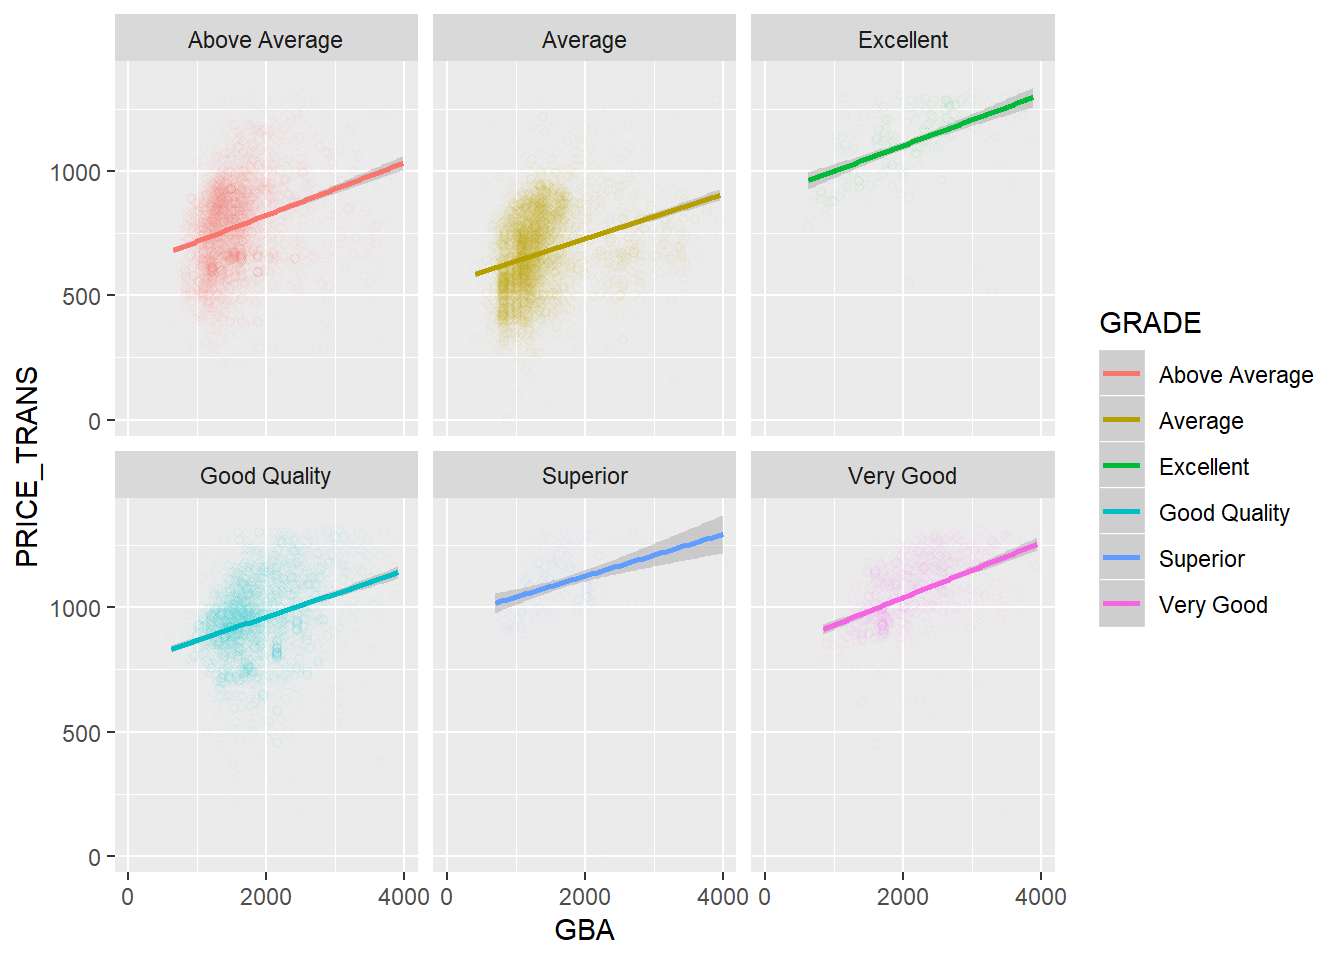 Above Average
Average
Excellent
1000
500
0
PRICE_TRANS
Good Quality
Superior
Very Good
1000
500
0
0
2000
4000
0
2000
4000
0
2000
4000
GBA
GRADE
Above Average
Average
Excellent
Good Quality
Superior
Very Good